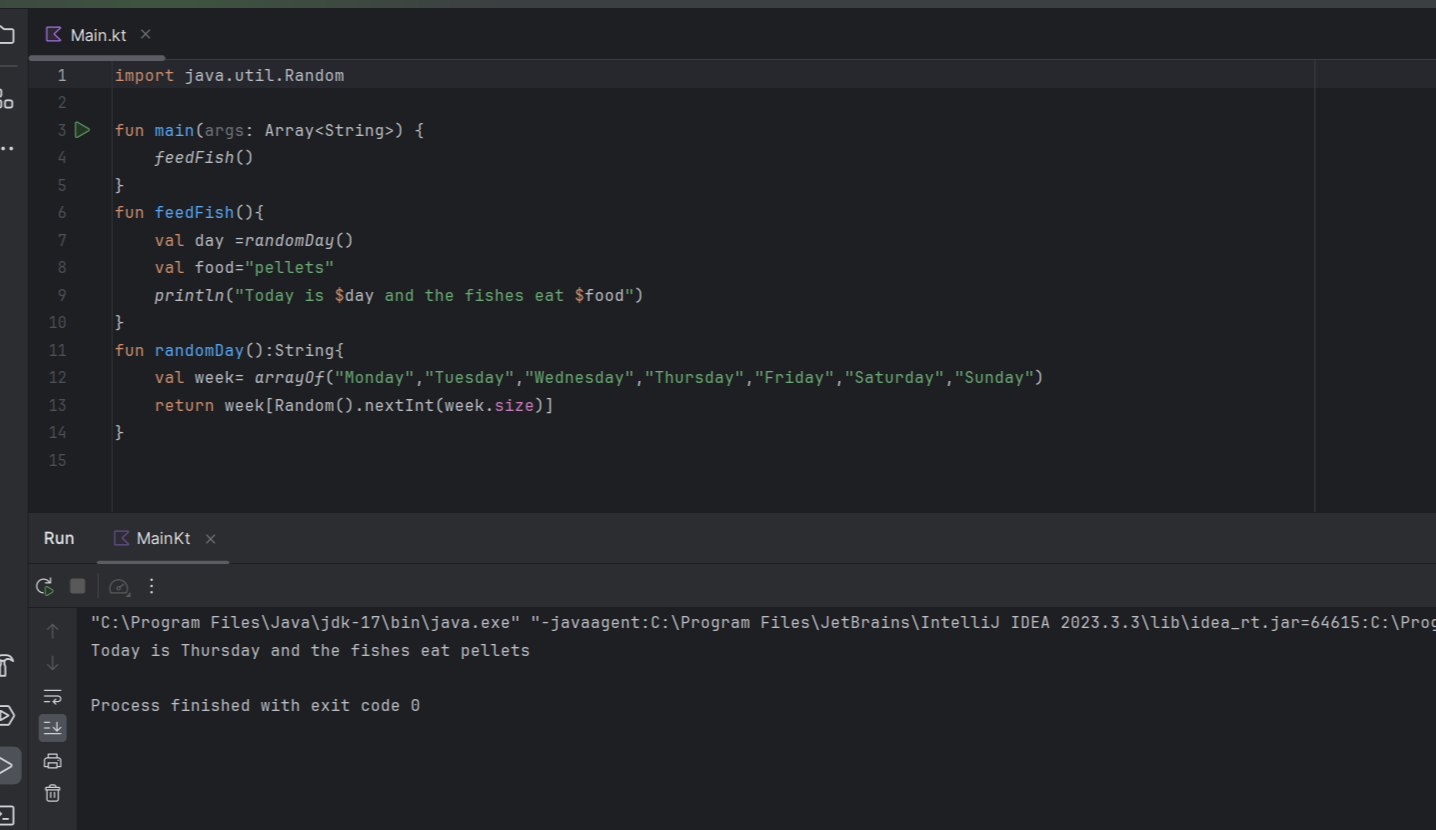 Main.kt
1 import java.util.Random
2
3 fun main(args: Array<String>) {
4     feedFish()
5 }
6 fun feedFish(){
7     val day =randomDay()
8     val food="pellets"
9     println("Today is $day and the fishes eat $food")
10 }
11 fun randomDay():String{
12     val week= arrayOf("Monday","Tuesday","Wednesday","Thursday","Friday","Saturday","Sunday")
13     return week[Random().nextInt(week.size)]
14 }
15
Run MainKt
"C:\Program Files\Java\jdk-17\bin\java.exe" "-javaagent:C:\Program Files\JetBrains\IntelliJ IDEA 2023.3.3\lib\idea_rt.jar=64615:C:\Prog
Today is Thursday and the fishes eat pellets
Process finished with exit code 0